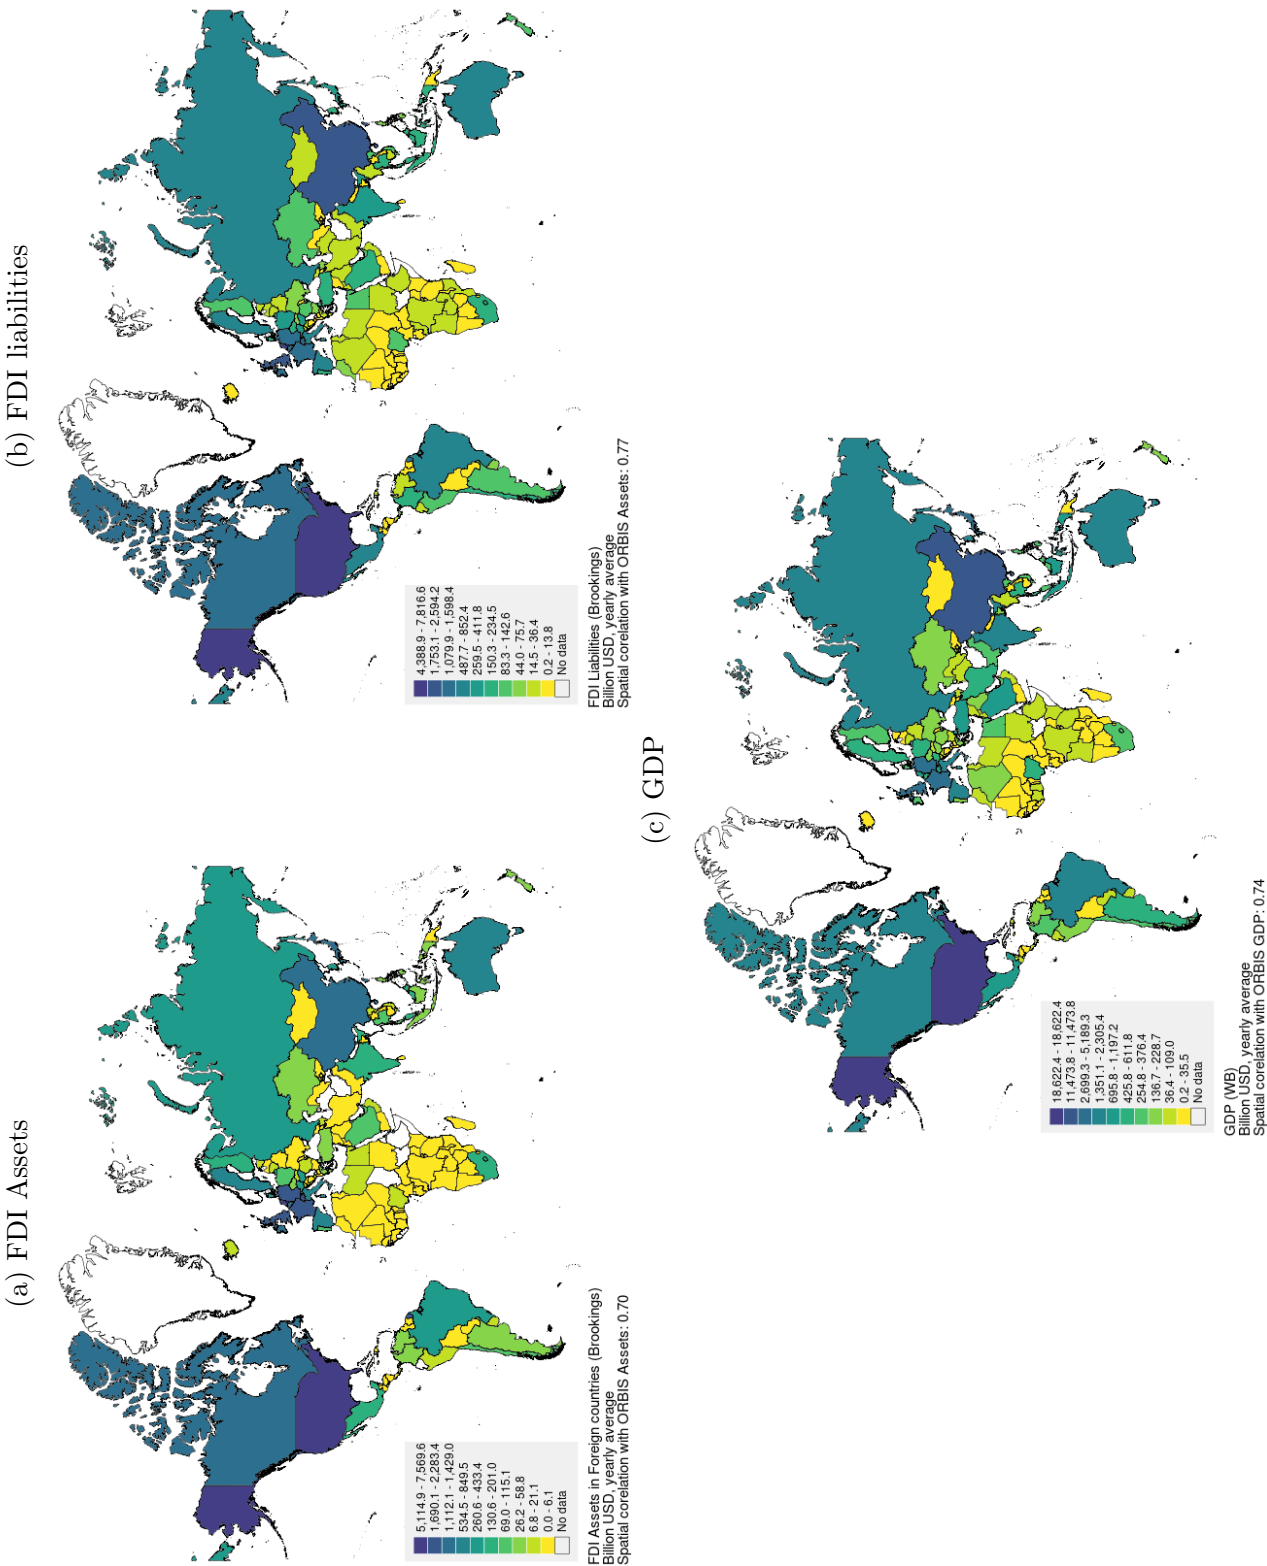 (a) FDI Assets
5,114.9 - 7,569.6
1,690.1 - 2,283.4
1,112.1 - 1,429.0
534.5 - 849.5
260.6 - 433.4
130.6 - 201.0
69.0 - 115.1
26.2 - 58.8
6.8 - 21.1
0.0 - 6.1
No data
FDI Assets in Foreign countries (Brookings)
Billion USD, yearly average
Spatial corelation with ORBIS Assets: 0.70
(b) FDI liabilities
4,388.9 - 7,816.6
1,753.1 - 2,594.2
1,079.9 - 1,598.4
487.7 - 852.4
259.5 - 411.8
150.3 - 234.5
83.3 - 142.6
44.0 - 75.7
14.5 - 36.4
0.2 - 13.8
No data
FDI Liabilities (Brookings)
Billion USD, yearly average
Spatial corelation with ORBIS Assets: 0.77
(c) GDP
18,622.4 - 18,622.4
11,473.8 - 11,473.8
2,699.3 - 5,189.3
1,351.1 - 2,305.4
695.8 - 1,197.2
425.8 - 611.8
254.8 - 376.4
136.7 - 228.7
36.4 - 109.0
0.2 - 35.5
No data
GDP (WB)
Billion USD, yearly average
Spatial corelation with ORBIS GDP: 0.74